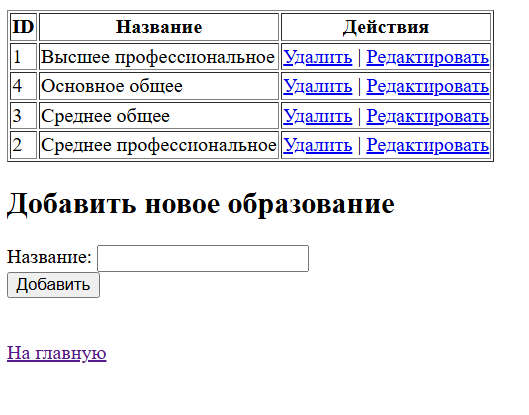 ID Название Действия
1 Высшее профессиональное Удалить | Редактировать
4 Основное общее Удалить | Редактировать
3 Среднее общее Удалить | Редактировать
2 Среднее профессиональное Удалить | Редактировать
Добавить новое образование
Название:
Добавить
На главную